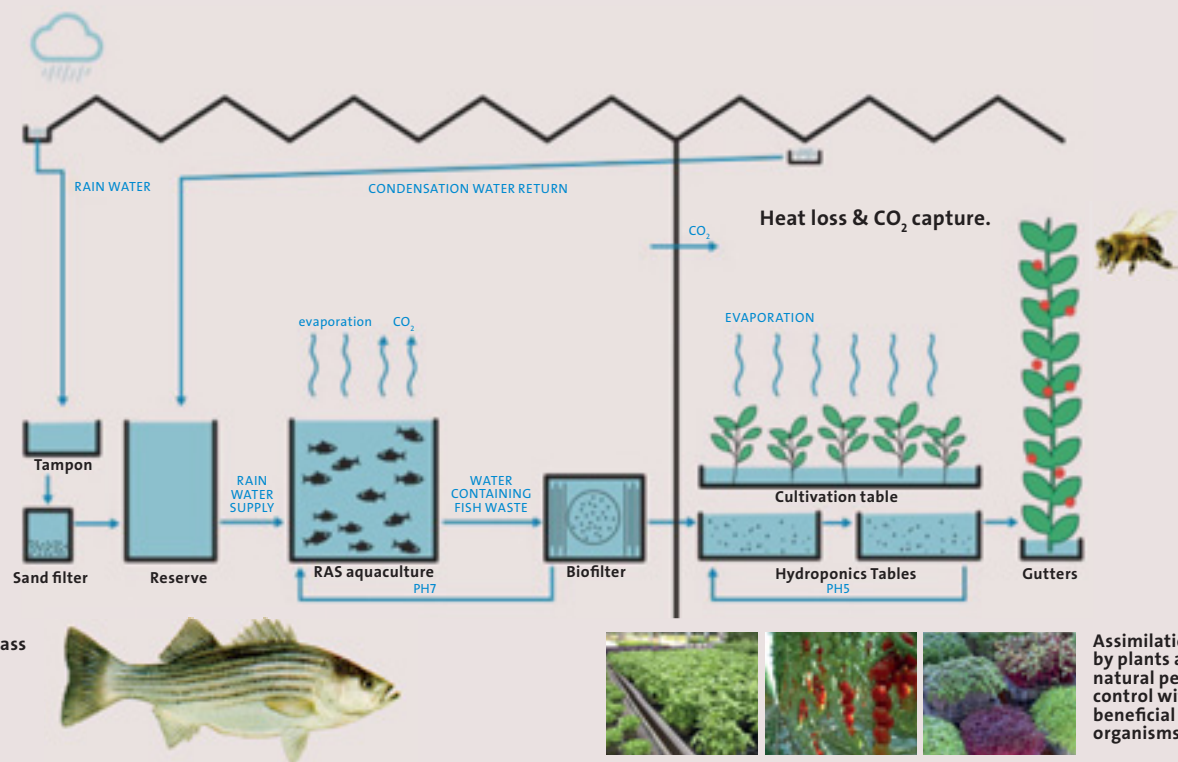 RAIN WATER
CONDENSATION WATER RETURN
Heat loss & CO₂ capture.
CO₂
evaporation CO₂
EVAPORATION
Tampon
RAIN
WATER
SUPPLY
WATER
CONTAINING
FISH WASTE
Cultivation table
Sand filter
Reserve
RAS aquaculture
Biofilter
Hydroponics Tables
Gutters
PH7
PH5
ass
Assimilatio
by plants a
natural pe
control wi
beneficial
organisms